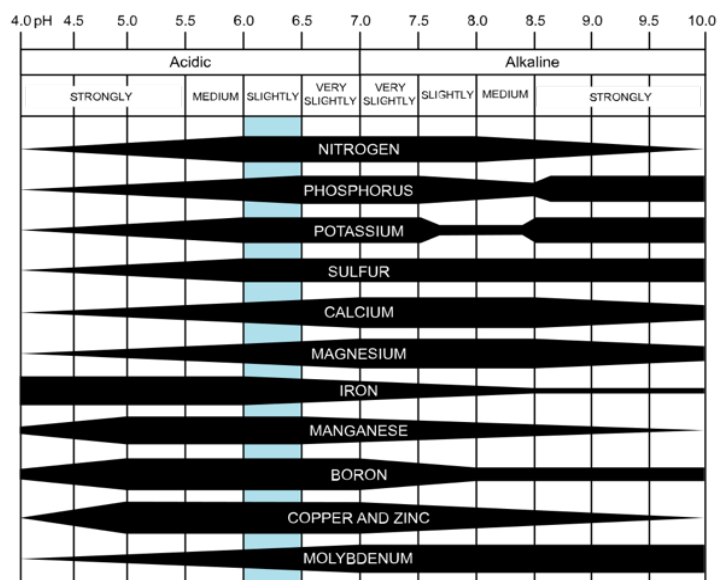 4.0 pH 4.5 5.0 5.5 6.0 6.5 7.0 7.5 8.0 8.5 9.0 9.5 10.0
Acidic Alkaline
STRONGLY MEDIUM SLIGHTLY VERY SLIGHTLY VERY SLIGHTLY SLIGHTLY MEDIUM STRONGLY
NITROGEN
PHOSPHORUS
POTASSIUM
SULFUR
CALCIUM
MAGNESIUM
IRON
MANGANESE
BORON
COPPER AND ZINC
MOLYBDENUM